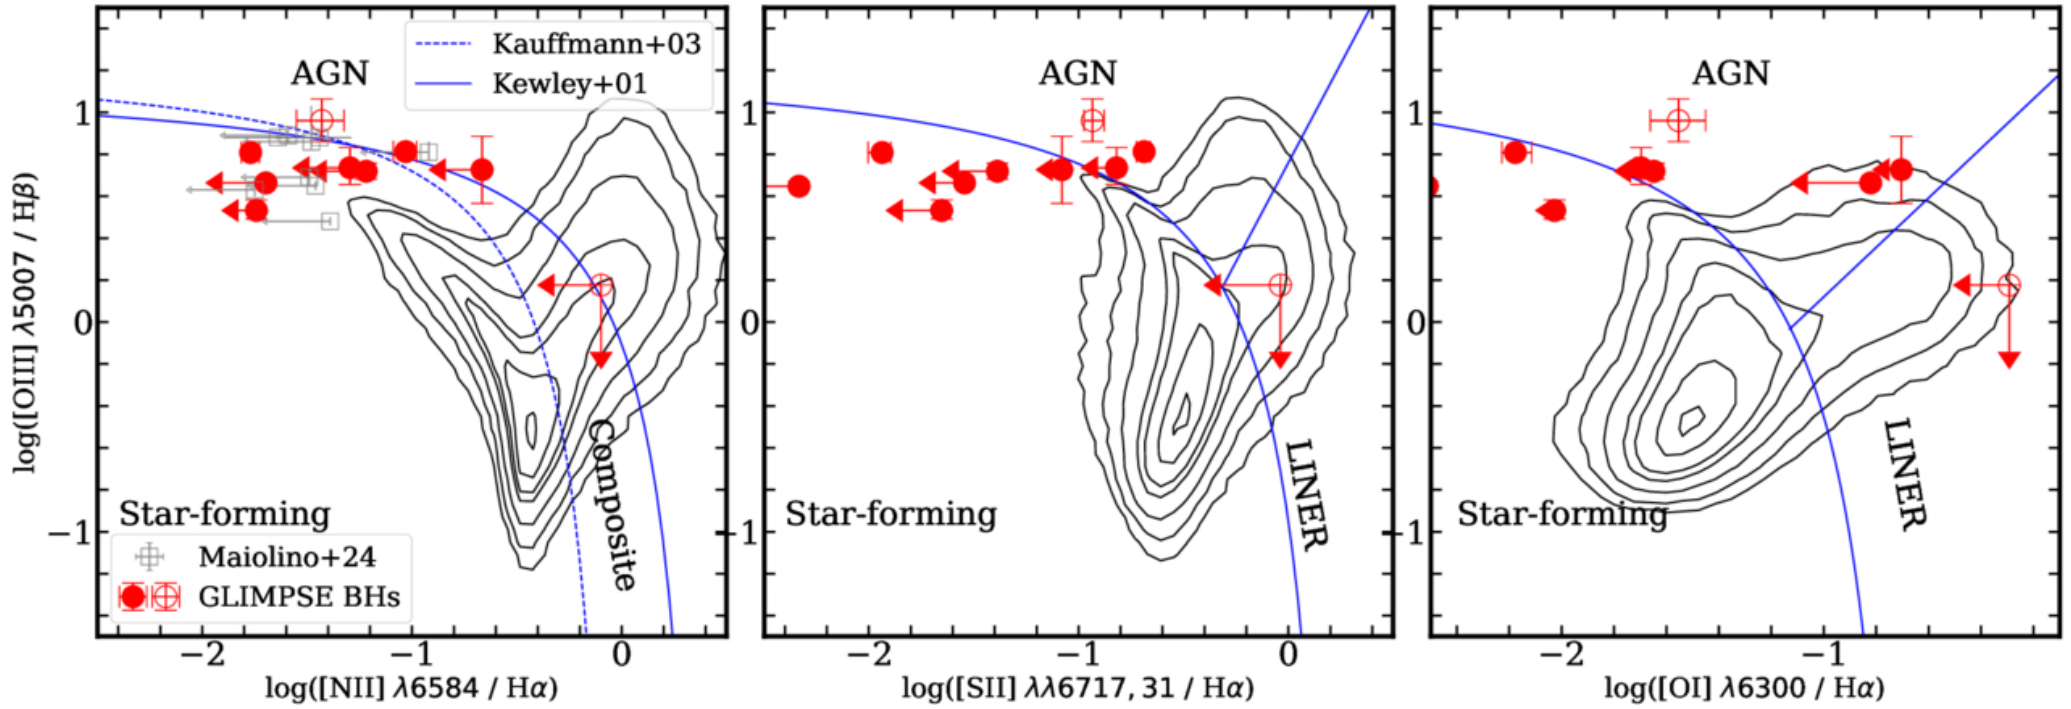 Kauffmann+03
Kewley+01
AGN
AGN
AGN
1
1
1
0
0
0
−1
−1
−1
log([OIII] λ5007 / Hβ)
Composite
LINER
LINER
Star-forming
Star-forming
Star-forming
Maiolino+24
GLIMPSE BHs
−2
−1
0
−2
−1
0
−2
−1
log([NII] λ6584 / Hα)
log([SII] λλ6717, 31 / Hα)
log([OI] λ6300 / Hα)